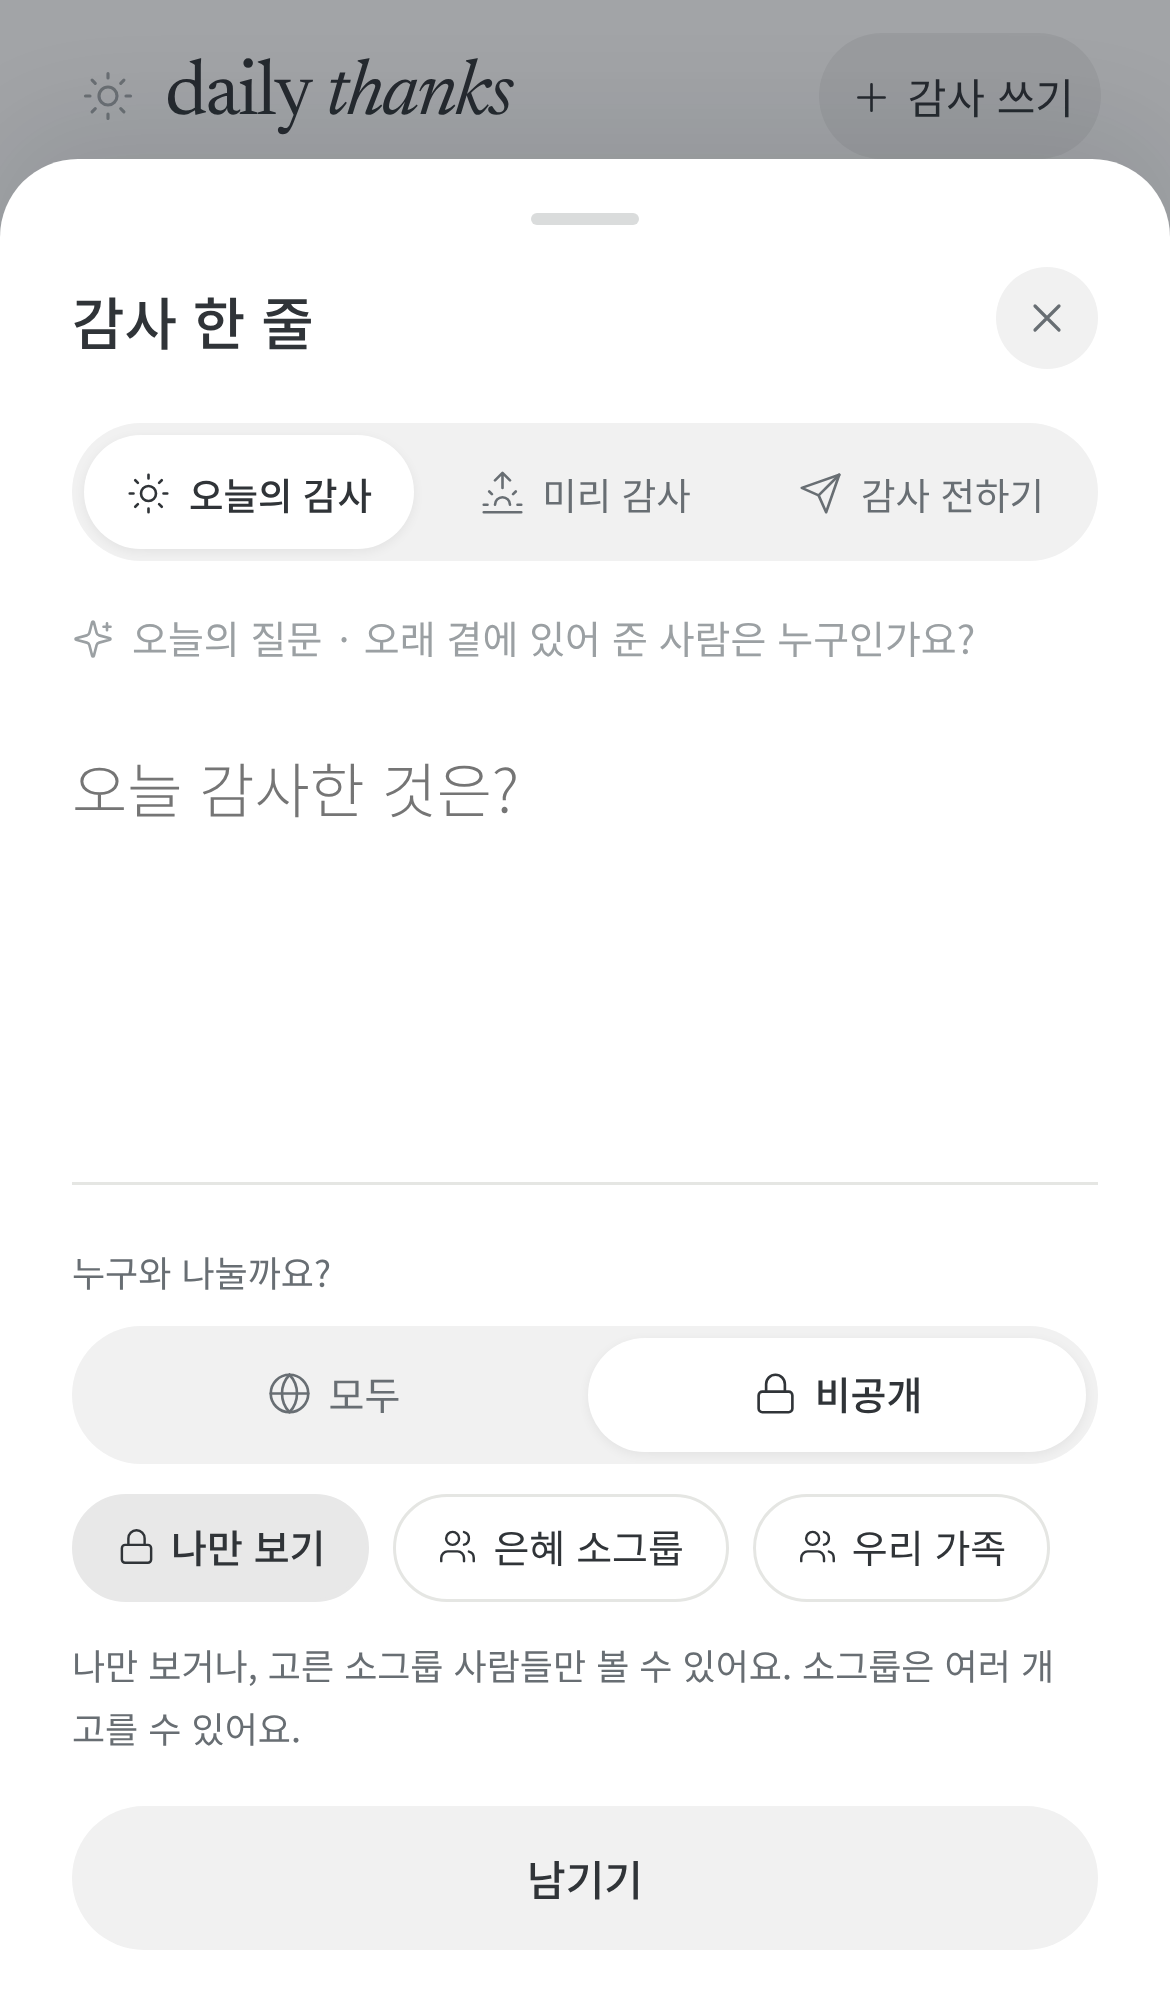 daily thanks
+ 감사 쓰기
감사 한 줄
오늘의 감사
미리 감사
감사 전하기
오늘의 질문 · 오래 곁에 있어 준 사람은 누구인가요?
오늘 감사한 것은?
누구와 나눌까요?
모두
비공개
나만 보기
은혜 소그룹
우리 가족
나만 보거나, 고른 소그룹 사람들만 볼 수 있어요. 소그룹은 여러 개
고를 수 있어요.
남기기